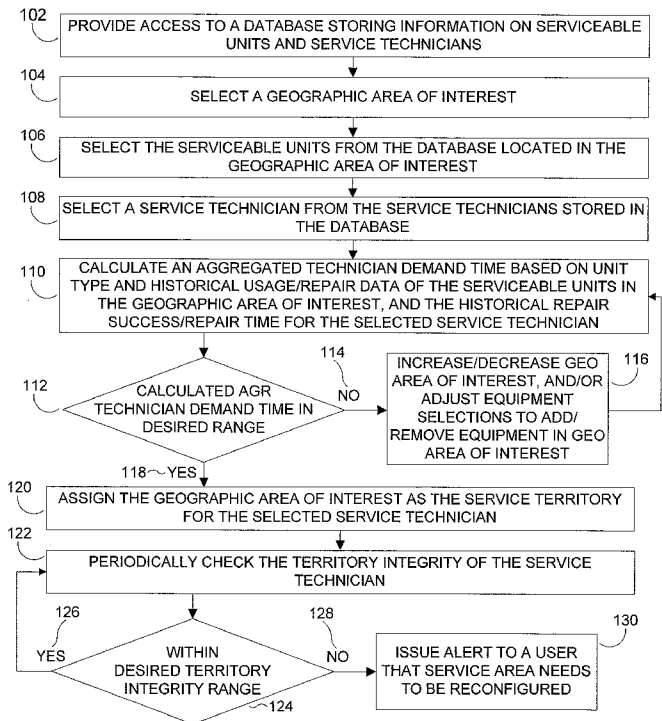 102
PROVIDE ACCESS TO A DATABASE STORING INFORMATION ON SERVICEABLE
UNITS AND SERVICE TECHNICIANS
104
SELECT A GEOGRAPHIC AREA OF INTEREST
106
SELECT THE SERVICEABLE UNITS FROM THE DATABASE LOCATED IN THE
GEOGRAPHIC AREA OF INTEREST
108
SELECT A SERVICE TECHNICIAN FROM THE SERVICE TECHNICIANS STORED IN
THE DATABASE
110
CALCULATE AN AGGREGATED TECHNICIAN DEMAND TIME BASED ON UNIT
TYPE AND HISTORICAL USAGE/REPAIR DATA OF THE SERVICEABLE UNITS IN
THE GEOGRAPHIC AREA OF INTEREST, AND THE HISTORICAL REPAIR
SUCCESS/REPAIR TIME FOR THE SELECTED SERVICE TECHNICIAN
112
CALCULATED AGR
TECHNICIAN DEMAND TIME IN
DESIRED RANGE
114
NO
INCREASE/DECREASE GEO
AREA OF INTEREST, AND/OR
ADJUST EQUIPMENT
SELECTIONS TO ADD/
REMOVE EQUIPMENT IN GEO
AREA OF INTEREST
116
118
YES
120
ASSIGN THE GEOGRAPHIC AREA OF INTEREST AS THE SERVICE TERRITORY
FOR THE SELECTED SERVICE TECHNICIAN
122
PERIODICALLY CHECK THE TERRITORY INTEGRITY OF THE SERVICE
TECHNICIAN
126
YES
WITHIN
DESIRED TERRITORY
INTEGRITY RANGE
124
128
NO
ISSUE ALERT TO A USER
THAT SERVICE AREA NEEDS
TO BE RECONFIGURED
130